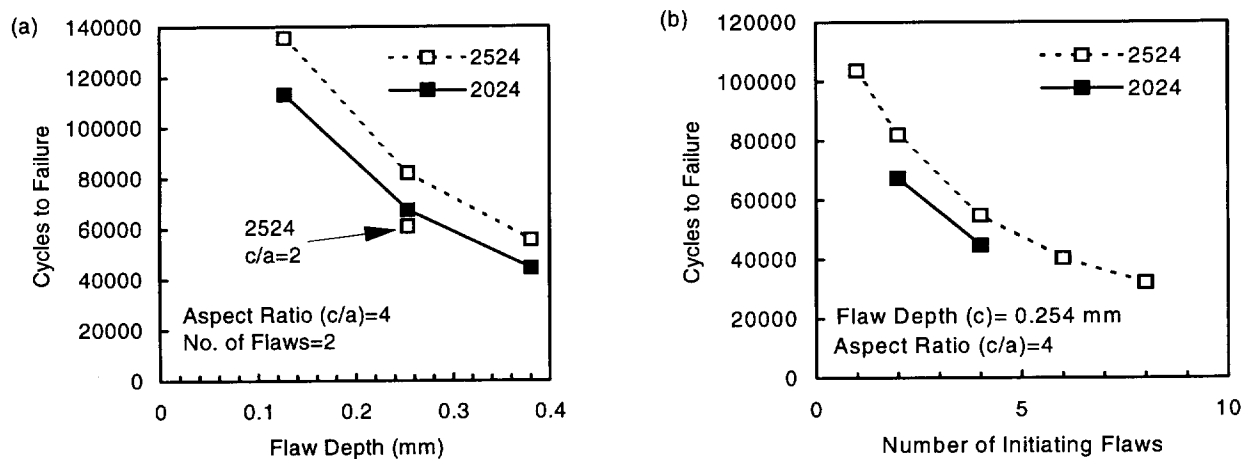 (a)
140000
120000
100000
80000
60000
40000
20000
0
Cycles to Failure
2524
2024
2524
c/a=2
Aspect Ratio (c/a)=4
No. of Flaws=2
0 0.1 0.2 0.3 0.4
Flaw Depth (mm)
(b)
120000
100000
80000
60000
40000
20000
0
Cycles to Failure
2524
2024
Flaw Depth (c)= 0.254 mm
Aspect Ratio (c/a)=4
0 5 10
Number of Initiating Flaws